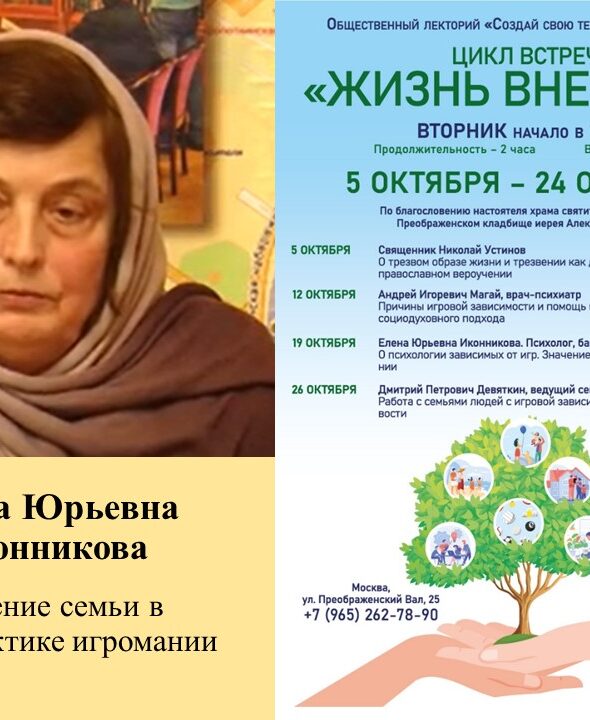 а Юрьевна
онникова
ение семьи в
ктике игромании
Общественный лекторий «Создай свою те
ЦИКЛ ВСТРЕЧ
«ЖИЗНЬ ВНЕ
ВТОРНИК начало в
Продолжительность – 2 часа В
5 ОКТЯБРЯ – 24 О
По благословению настоятеля храма святит
Преображенском кладбище иерея Алек
5 ОКТЯБРЯ Священник Николай Устинов
О трезвом образе жизни и трезвении как д
православном вероучении
12 ОКТЯБРЯ Андрей Игоревич Магай, врач-психиатр
Причины игровой зависимости и помощь
социодуховного подхода
19 ОКТЯБРЯ Елена Юрьевна Иконникова. Психолог, ба
О психологии зависимых от игр. Значение
нии
26 ОКТЯБРЯ Дмитрий Петрович Девяткин, ведущий сем
Работа с семьями людей с игровой зависи
вости
Москва,
ул. Преображенский Вал, 25
+7 (965) 262-78-90